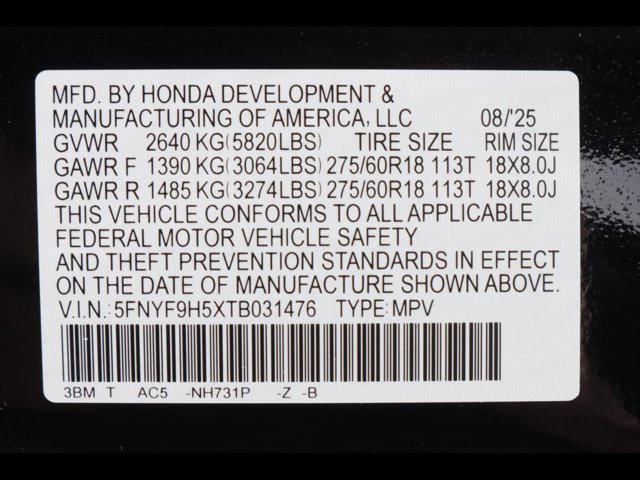 MFD. BY HONDA DEVELOPMENT &
MANUFACTURING OF AMERICA, LLC 08/'25
GVWR 2640 KG(5820LBS) TIRE SIZE RIM SIZE
GAWR F 1390 KG(3064LBS) 275/60R18 113T 18X8.0J
GAWR R 1485 KG(3274LBS) 275/60R18 113T 18X8.0J
THIS VEHICLE CONFORMS TO ALL APPLICABLE
FEDERAL MOTOR VEHICLE SAFETY
AND THEFT PREVENTION STANDARDS IN EFFECT
ON THE DATE OF MANUFACTURE SHOWN ABOVE.
V.I.N.:5FNYF9H5XTB031476 TYPE:MPV
3BM T AC5 -NH731P -Z -B